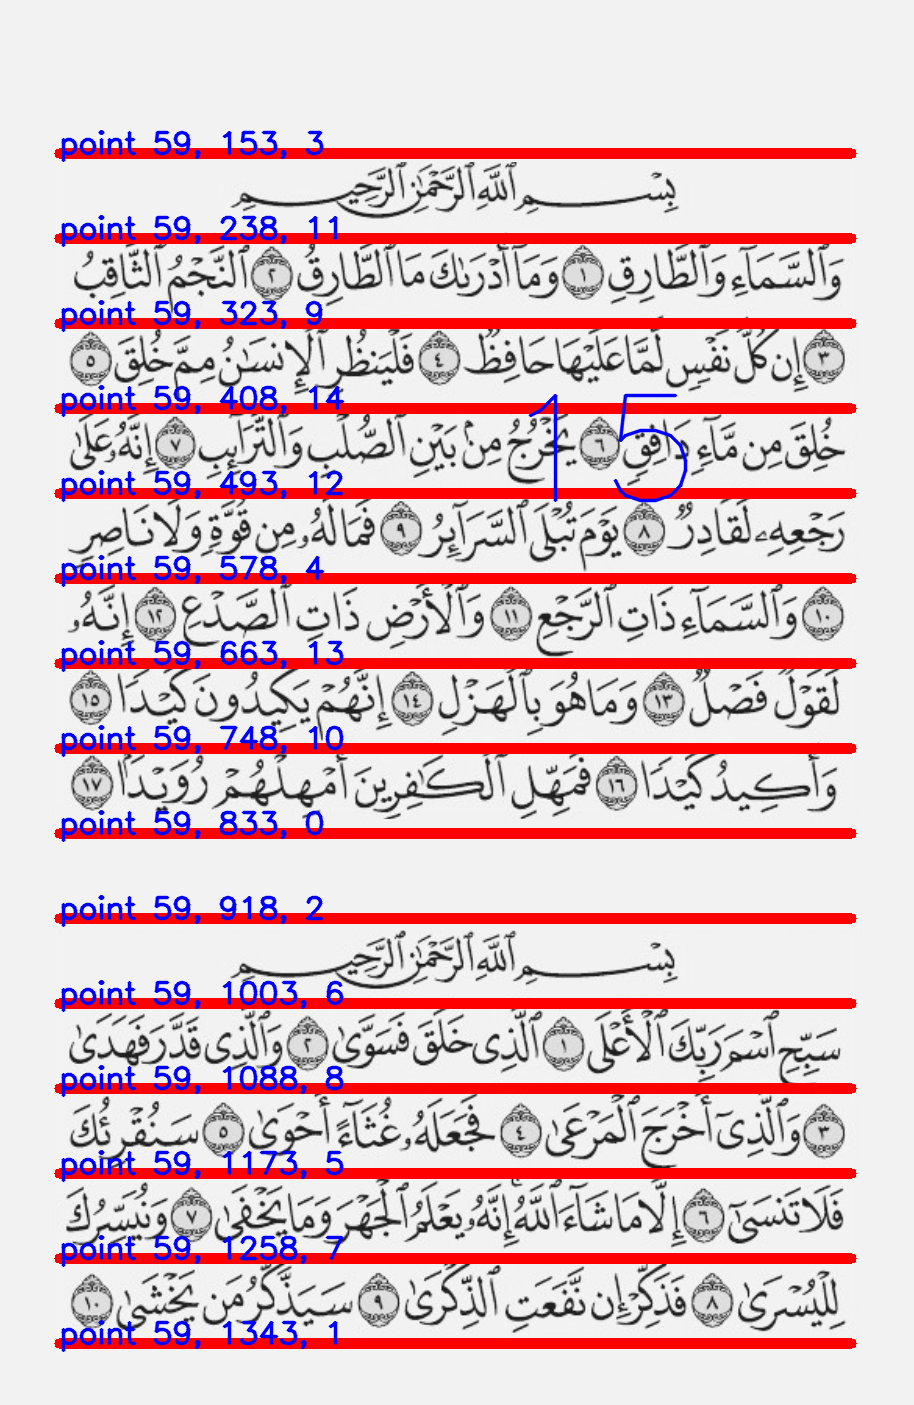 point 59, 153, 3
بِسْمِ ٱللَّهِ ٱلرَّحْمَٰنِ ٱلرَّحِيمِ
point 59, 238, 11
وَٱلسَّمَآءِ وَٱلطَّارِقِ ١ وَمَآ أَدْرَىٰكَ مَا ٱلطَّارِقُ ٢ ٱلنَّجْمُ ٱلثَّاقِبُ
point 59, 323, 9
٣ إِن كُلُّ نَفْسٍ لَّمَّا عَلَيْهَا حَافِظٌ ٤ فَلْيَنظُرِ ٱلْإِنسَٰنُ مِمَّ خُلِقَ ٥
point 59, 408, 14
15
خُلِقَ مِن مَّآءٍ دَافِقٍ ٦ يَخْرُجُ مِنۢ بَيْنِ ٱلصُّلْبِ وَٱلتَّرَآئِبِ ٧ إِنَّهُۥ عَلَىٰ
point 59, 493, 12
رَجْعِهِۦ لَقَادِرٌ ٨ يَوْمَ تُبْلَى ٱلسَّرَآئِرُ ٩ فَمَا لَهُۥ مِن قُوَّةٍ وَلَا نَاصِرٍ
point 59, 578, 4
١٠ وَٱلسَّمَآءِ ذَاتِ ٱلرَّجْعِ ١١ وَٱلْأَرْضِ ذَاتِ ٱلصَّدْعِ ١٢ إِنَّهُۥ
point 59, 663, 13
لَقَوْلٌ فَصْلٌ ١٣ وَمَا هُوَ بِٱلْهَزْلِ ١٤ إِنَّهُمْ يَكِيدُونَ كَيْدًا ١٥
point 59, 748, 10
وَأَكِيدُ كَيْدًا ١٦ فَمَهِّلِ ٱلْكَٰفِرِينَ أَمْهِلْهُمْ رُوَيْدًۢا ١٧
point 59, 833, 0
point 59, 918, 2
بِسْمِ ٱللَّهِ ٱلرَّحْمَٰنِ ٱلرَّحِيمِ
point 59, 1003, 6
سَبِّحِ ٱسْمَ رَبِّكَ ٱلْأَعْلَى ١ ٱلَّذِى خَلَقَ فَسَوَّىٰ ٢ وَٱلَّذِى قَدَّرَ فَهَدَىٰ
point 59, 1088, 8
٣ وَٱلَّذِىٓ أَخْرَجَ ٱلْمَرْعَىٰ ٤ فَجَعَلَهُۥ غُثَآءً أَحْوَىٰ ٥ سَنُقْرِئُكَ
point 59, 1173, 5
فَلَا تَنسَىٰٓ ٦ إِلَّا مَا شَآءَ ٱللَّهُ ۚ إِنَّهُۥ يَعْلَمُ ٱلْجَهْرَ وَمَا يَخْفَىٰ ٧ وَنُيَسِّرُكَ
point 59, 1258, 7
لِلْيُسْرَىٰ ٨ فَذَكِّرْ إِن نَّفَعَتِ ٱلذِّكْرَىٰ ٩ سَيَذَّكَّرُ مَن يَخْشَىٰ ١٠
point 59, 1343, 1